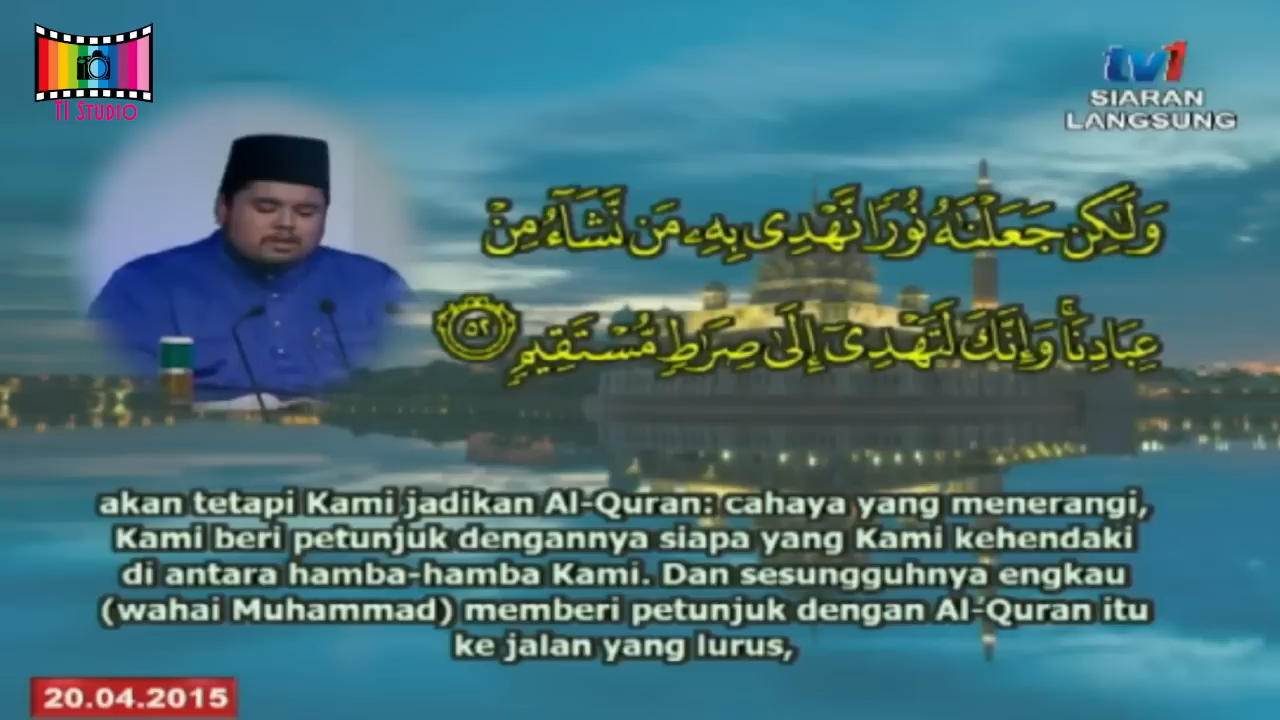 TI STUDIO
tv1
SIARAN
LANGSUNG
وَلَٰكِن جَعَلْنَٰهُ نُورًا نَّهْدِى بِهِۦ مَن نَّشَآءُ مِنْ
عِبَادِنَا ۚ وَإِنَّكَ لَتَهْدِىٓ إِلَىٰ صِرَٰطٍ مُّسْتَقِيمٍ ٥٢
akan tetapi Kami jadikan Al-Quran: cahaya yang menerangi,
Kami beri petunjuk dengannya siapa yang Kami kehendaki
di antara hamba-hamba Kami. Dan sesungguhnya engkau
(wahai Muhammad) memberi petunjuk dengan Al-Quran itu
ke jalan yang lurus,
20.04.2015